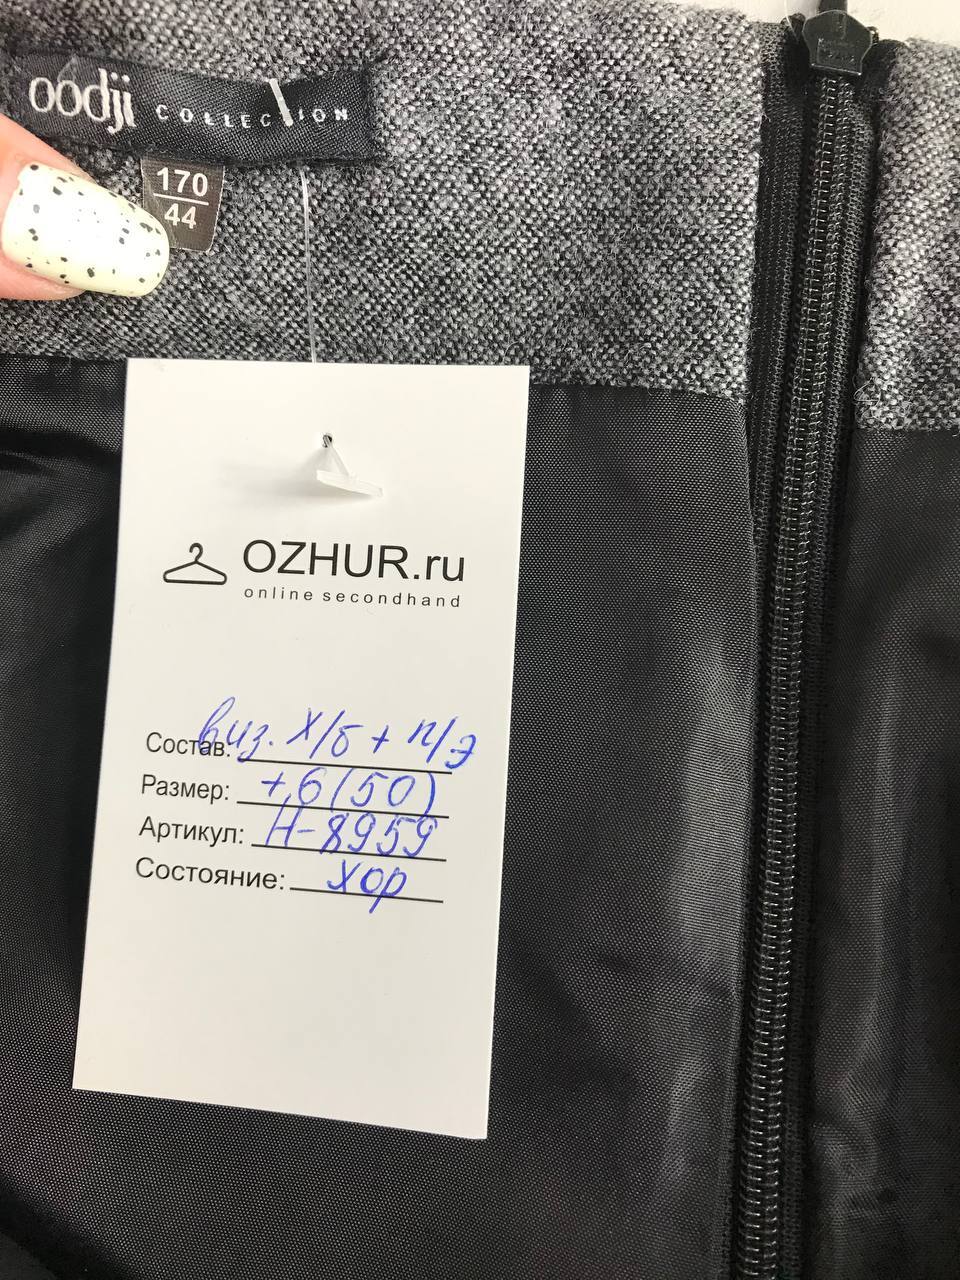 oodji COLLECTION
170
44
OZHUR.ru
online secondhand
Состав: виз. х/б + п/э
Размер: +,6(50)
Артикул: Н-8959
Состояние: хор